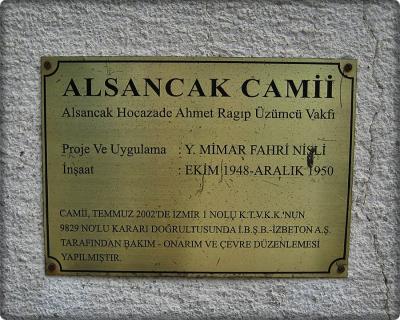 ALSANCAK CAMİİ
Alsancak Hocazade Ahmet Ragıp Üzümcü Vakfı
Proje Ve Uygulama : Y. MİMAR FAHRİ NİŞLİ
İnşaat : EKİM 1948-ARALIK 1950
CAMİİ, TEMMUZ 2002'DE IZMIR 1 NOLU K.T.V.K.K.'NUN
9829 NO'LU KARARI DOĞRULTUSUNDA İ.B.Ş.B.-İZBETON A.Ş.
TARAFINDAN BAKIM - ONARIM VE ÇEVRE DÜZENLEMESİ
YAPILMIŞTIR.